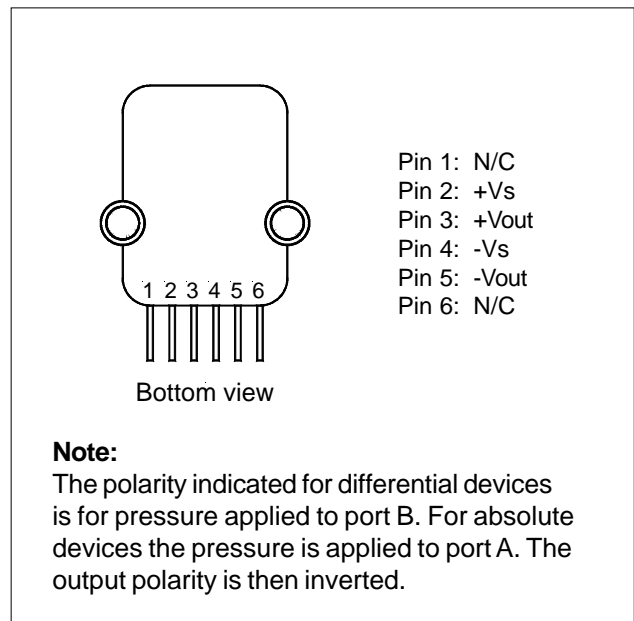 Pin 1: N/C
Pin 2: +Vs
Pin 3: +Vout
Pin 4: -Vs
Pin 5: -Vout
Pin 6: N/C
1 2 3 4 5 6
Bottom view
Note:
The polarity indicated for differential devices
is for pressure applied to port B. For absolute
devices the pressure is applied to port A. The
output polarity is then inverted.